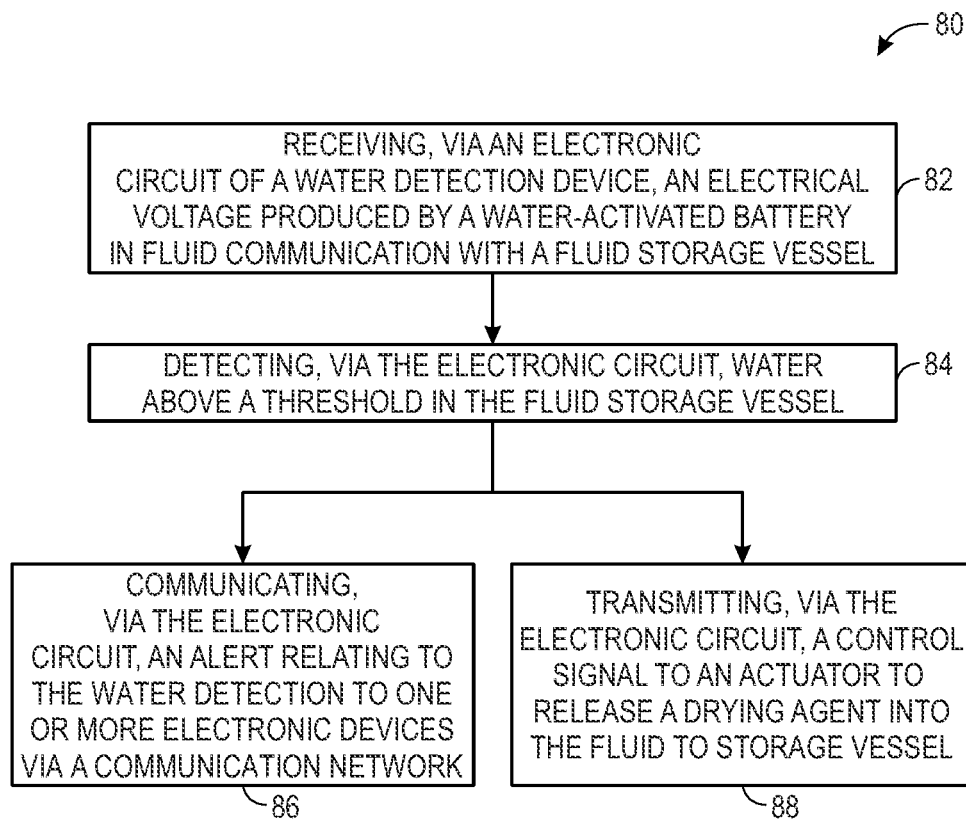 80
RECEIVING, VIA AN ELECTRONIC
CIRCUIT OF A WATER DETECTION DEVICE, AN ELECTRICAL
VOLTAGE PRODUCED BY A WATER-ACTIVATED BATTERY
IN FLUID COMMUNICATION WITH A FLUID STORAGE VESSEL
82
DETECTING, VIA THE ELECTRONIC CIRCUIT, WATER
ABOVE A THRESHOLD IN THE FLUID STORAGE VESSEL
84
COMMUNICATING,
VIA THE ELECTRONIC
CIRCUIT, AN ALERT RELATING TO
THE WATER DETECTION TO ONE
OR MORE ELECTRONIC DEVICES
VIA A COMMUNICATION NETWORK
86
TRANSMITTING, VIA THE
ELECTRONIC CIRCUIT, A CONTROL
SIGNAL TO AN ACTUATOR TO
RELEASE A DRYING AGENT INTO
THE FLUID TO STORAGE VESSEL
88